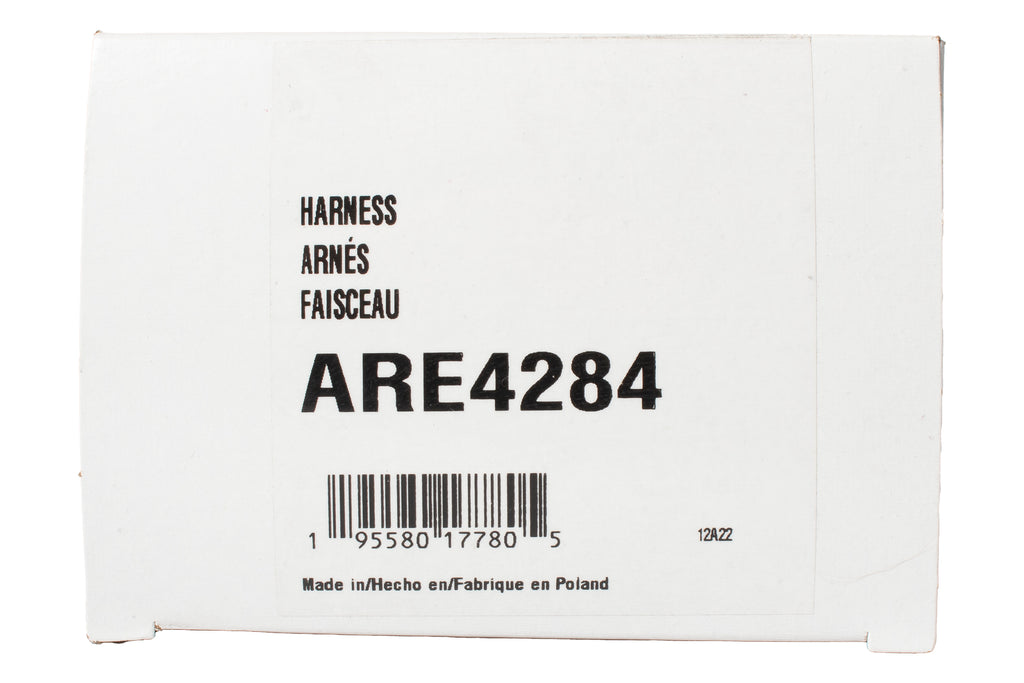 HARNESS
ARNÉS
FAISCEAU
ARE4284
1 95580 17780 5
12A22
Made in/Hecho en/Fabrique en Poland